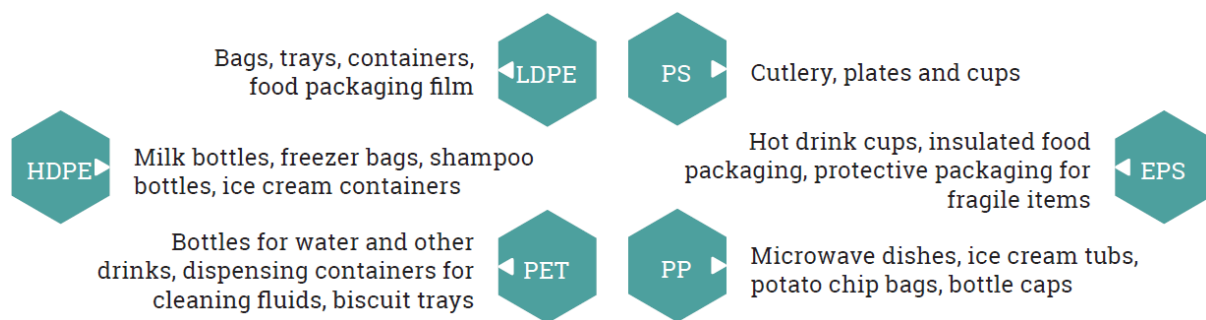 Bags, trays, containers,
food packaging film
LDPE
PS
Cutlery, plates and cups
HDPE
Milk bottles, freezer bags, shampoo
bottles, ice cream containers
Hot drink cups, insulated food
packaging, protective packaging for
fragile items
EPS
Bottles for water and other
drinks, dispensing containers for
cleaning fluids, biscuit trays
PET
PP
Microwave dishes, ice cream tubs,
potato chip bags, bottle caps